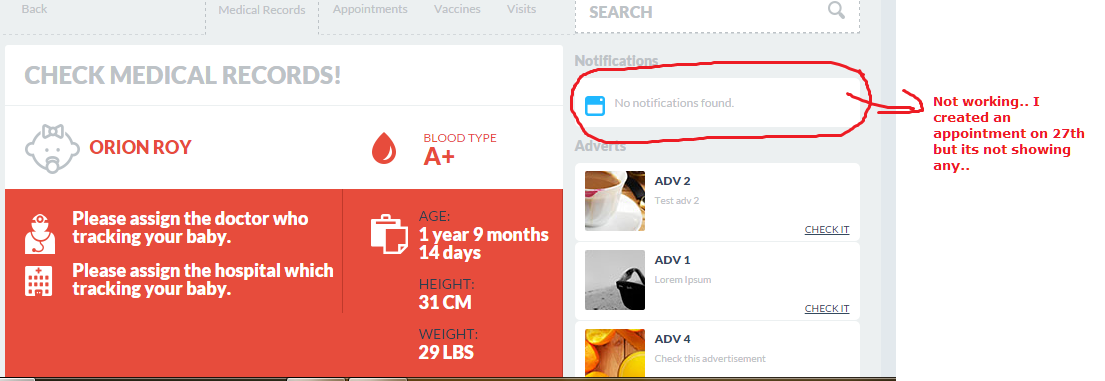 Back
Medical Records
Appointments
Vaccines
Visits
SEARCH
CHECK MEDICAL RECORDS!
ORION ROY
BLOOD TYPE
A+
Please assign the doctor who
tracking your baby.
Please assign the hospital which
tracking your baby.
AGE:
1 year 9 months
14 days
HEIGHT:
31 CM
WEIGHT:
29 LBS
Notifications
No notifications found.
Adverts
ADV 2
Test adv 2
CHECK IT
ADV 1
Lorem Ipsum
CHECK IT
ADV 4
Check this advertisement
Not working.. I
created an
appointment on 27th
but its not showing
any..